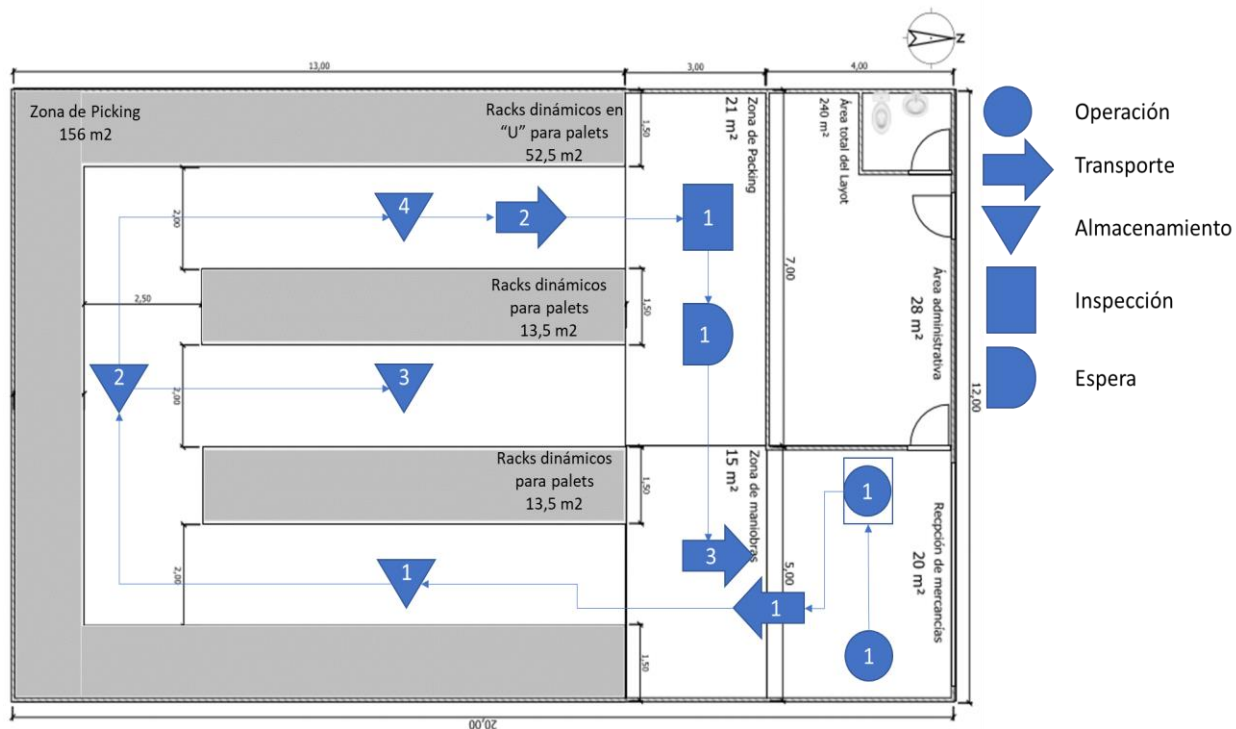 N
13,00
3,00
4,00
Zona de Picking
156 m2
Racks dinámicos en
“U” para palets
52,5 m2
1,50
Zona de Packing
21 m²
Área total del Layot
240 m²
Operación
Transporte
Almacenamiento
Inspección
Espera
2,00
4
2
1
7,00
Área administrativa
28 m²
12,00
2,50
Racks dinámicos
para palets
13,5 m2
1,50
1
2
3
2,00
Racks dinámicos
para palets
13,5 m2
1,50
Zona de maniobras
15 m²
1
Recpción de mercancías
20 m²
3
5,00
2,00
1
1
1
1,50
20,00